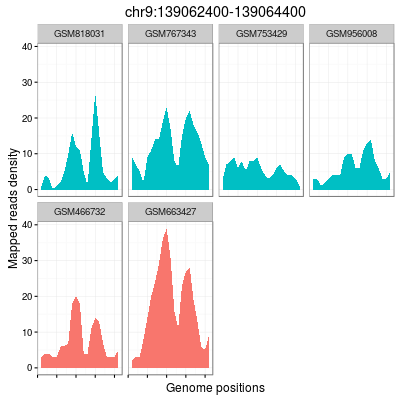 chr9:139062400-139064400
GSM818031 GSM767343 GSM753429 GSM956008
40
30
20
10
0
Mapped reads density
GSM466732 GSM663427
40
30
20
10
0
Genome positions